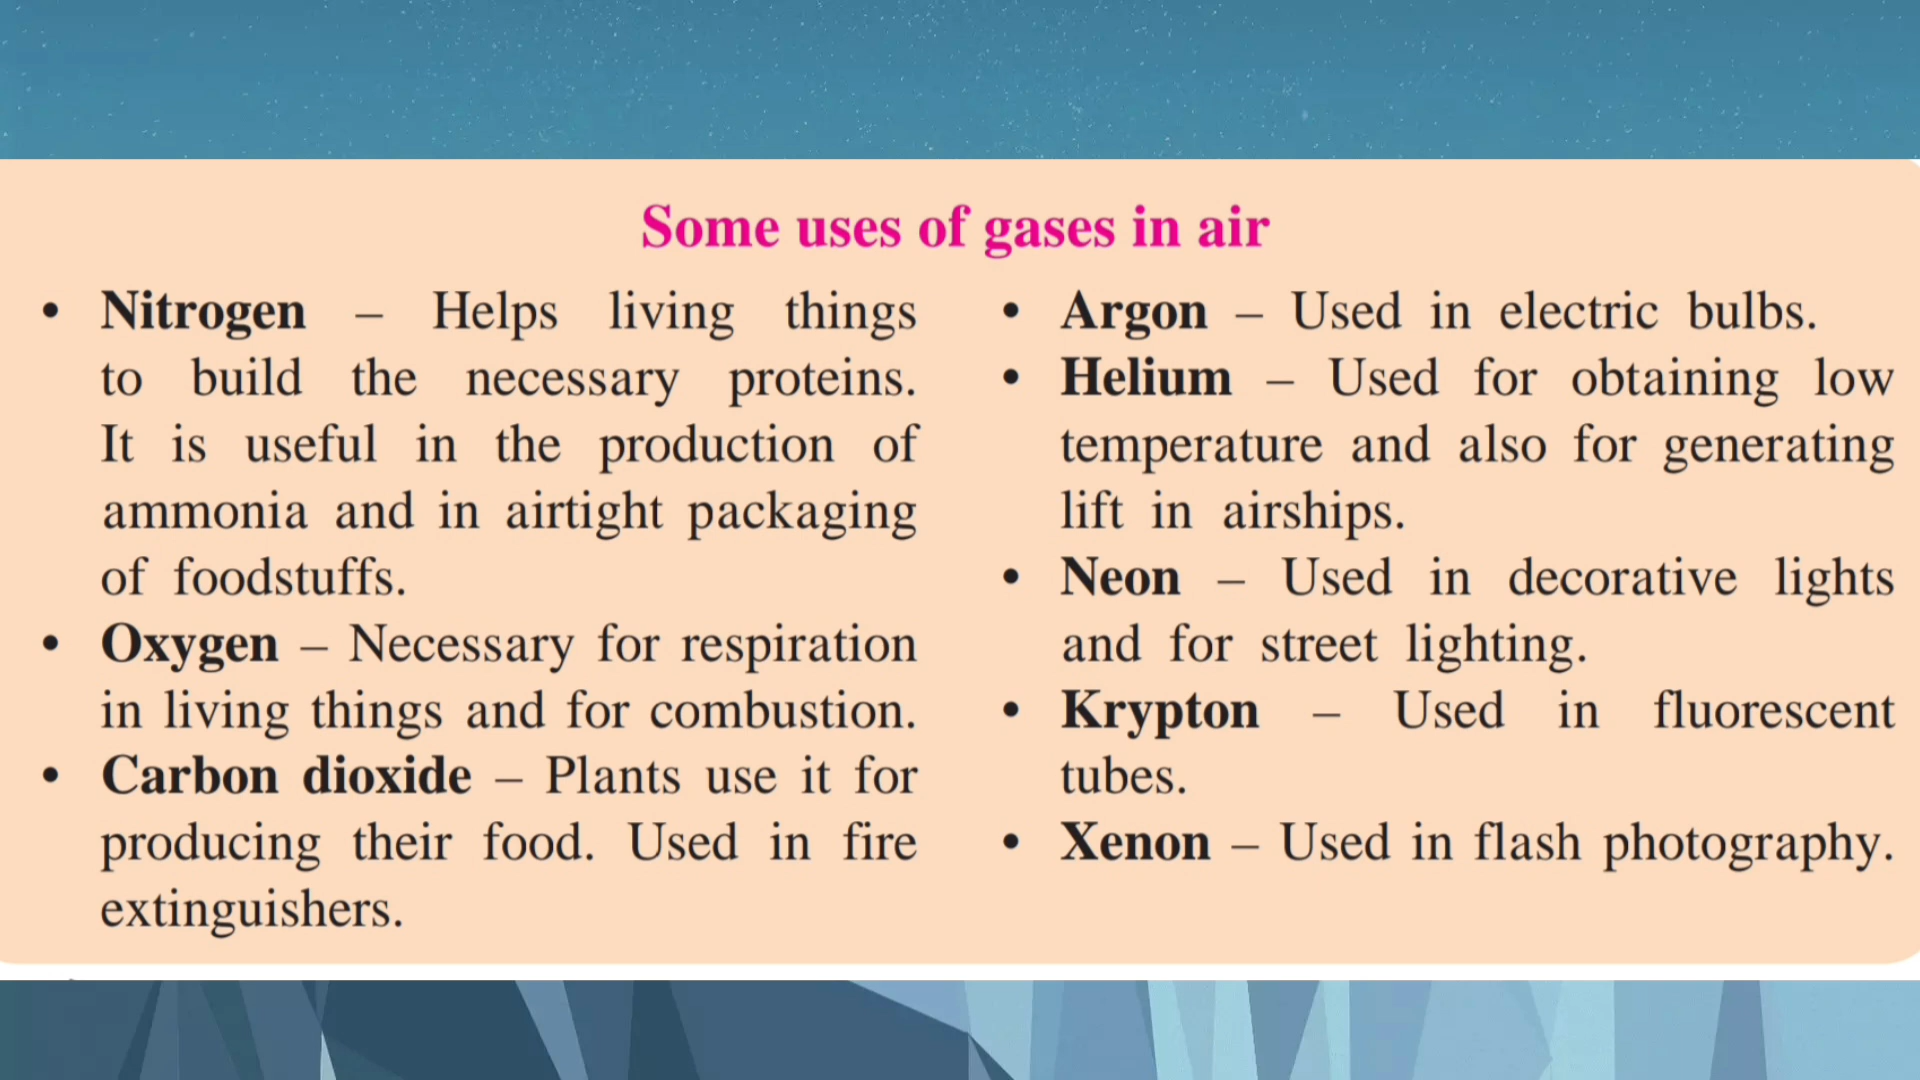 Some uses of gases in air
• Nitrogen – Helps living things
to build the necessary proteins.
It is useful in the production of
ammonia and in airtight packaging
of foodstuffs.
• Oxygen – Necessary for respiration
in living things and for combustion.
• Carbon dioxide – Plants use it for
producing their food. Used in fire
extinguishers.
• Argon – Used in electric bulbs.
• Helium – Used for obtaining low
temperature and also for generating
lift in airships.
• Neon – Used in decorative lights
and for street lighting.
• Krypton – Used in fluorescent
tubes.
• Xenon – Used in flash photography.